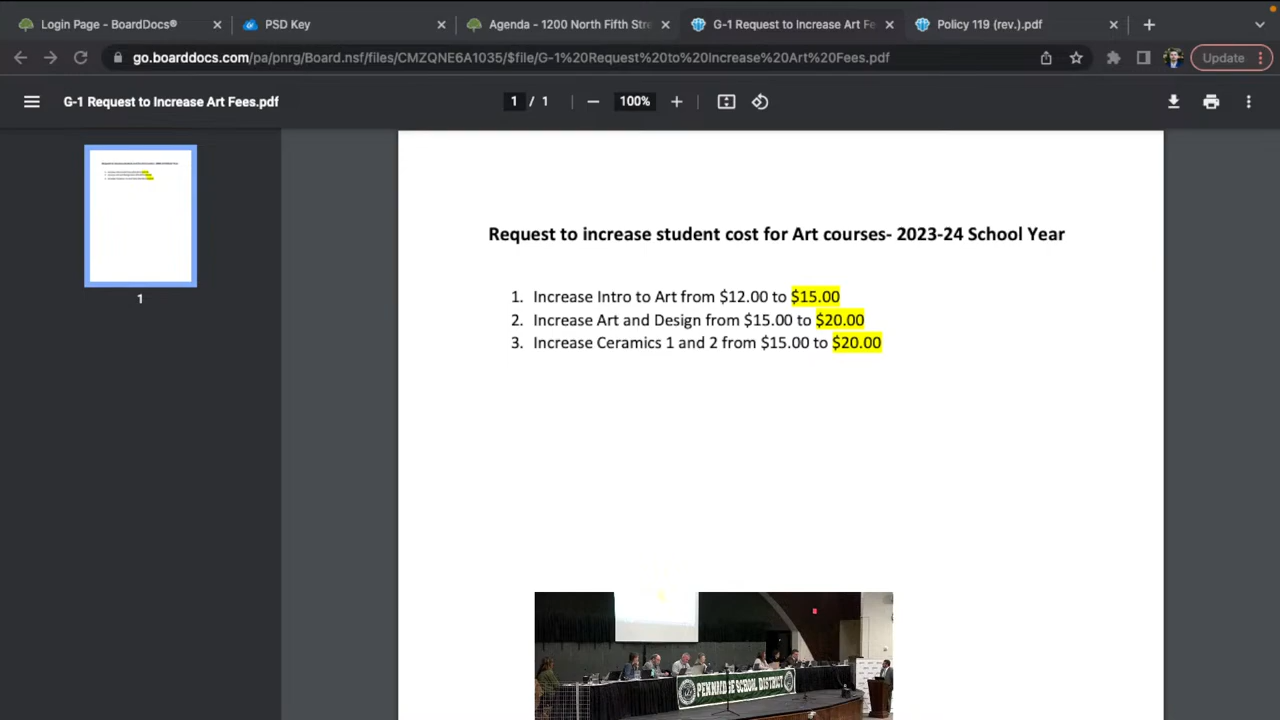 Login Page - BoardDocs®
PSD Key
Agenda - 1200 North Fifth Stre
G-1 Request to Increase Art Fe
Policy 119 (rev.).pdf
go.boarddocs.com/pa/pnrg/Board.nsf/files/CMZQNE6A1035/$file/G-1%20Request%20to%20Increase%20Art%20Fees.pdf
Update
G-1 Request to Increase Art Fees.pdf
1 / 1
100%
1
Request to increase student cost for Art courses- 2023-24 School Year
1. Increase Intro to Art from $12.00 to $15.00
2. Increase Art and Design from $15.00 to $20.00
3. Increase Ceramics 1 and 2 from $15.00 to $20.00
SCHOOL DISTRICT